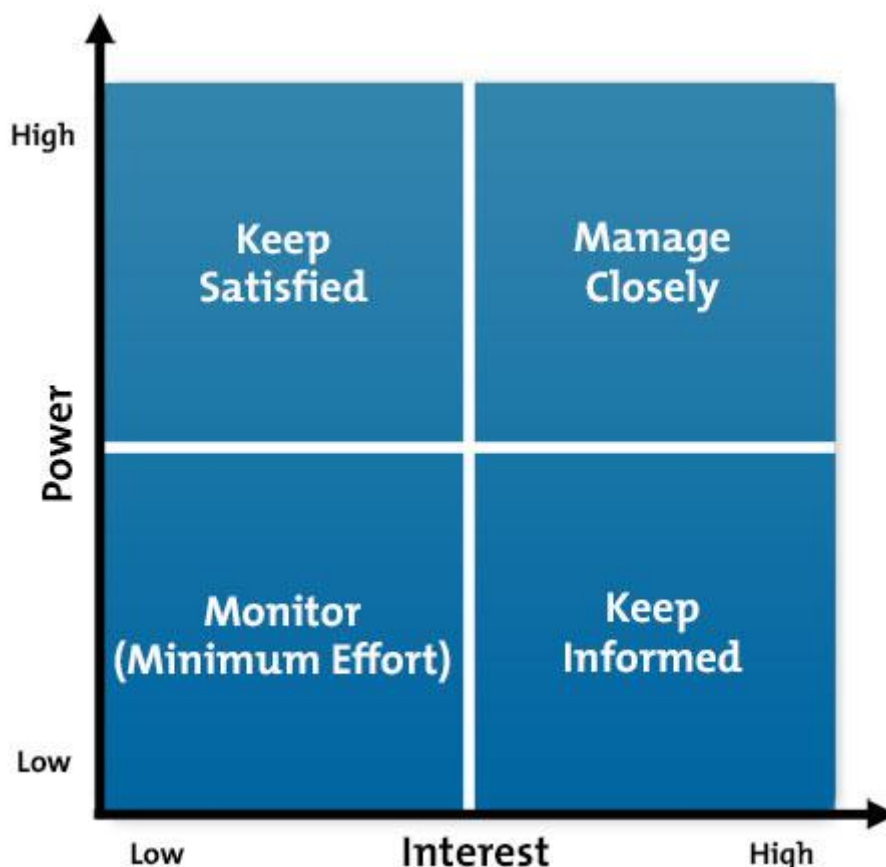 High
Keep
Satisfied
Manage
Closely
Power
Monitor
(Minimum Effort)
Keep
Informed
Low
Low
Interest
High